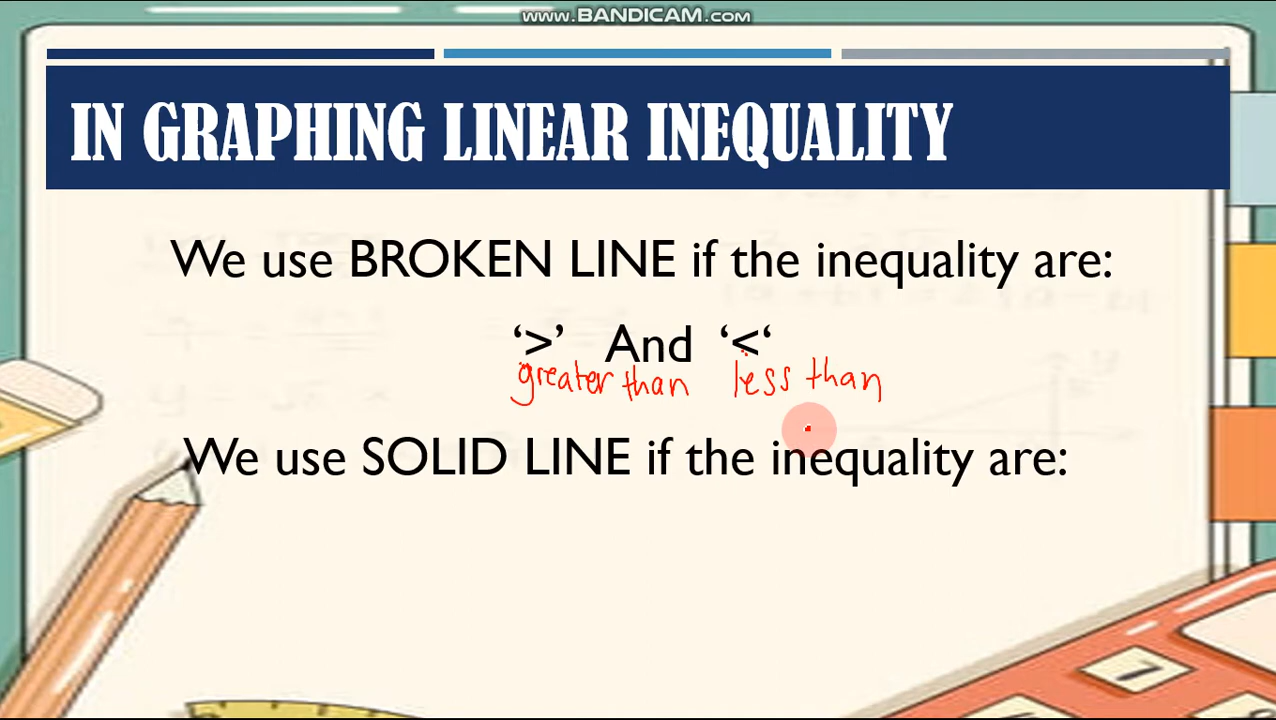 WWW.BANDICAM.COM
IN GRAPHING LINEAR INEQUALITY
We use BROKEN LINE if the inequality are:
‘>’ And ‘<‘
greater than less than
We use SOLID LINE if the inequality are: